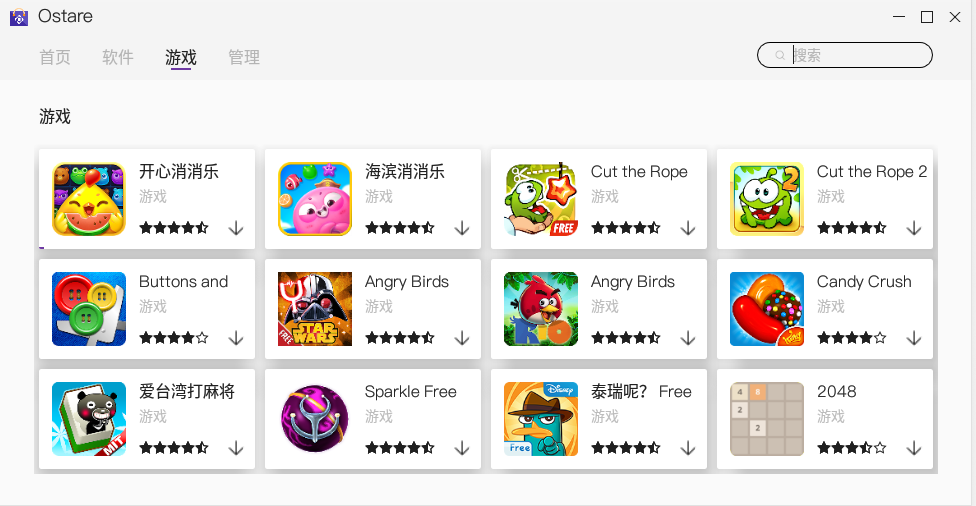 Ostare
首页 软件 游戏 管理
搜索
游戏
开心消消乐
游戏
海滨消消乐
游戏
Cut the Rope
游戏
FREE
Cut the Rope 2
游戏
2
Buttons and
游戏
Angry Birds
游戏
FREE
STAR
WARS
Angry Birds
游戏
RIO
Candy Crush
游戏
King
爱台湾打麻将
游戏
MIT
Sparkle Free
游戏
泰瑞呢? Free
游戏
Disney
Free
2048
游戏
4 8
2
2